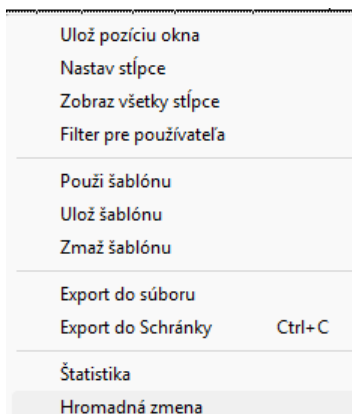 Ulož pozíciu okna
Nastav stĺpce
Zobraz všetky stĺpce
Filter pre používateľa
Použi šablónu
Ulož šablónu
Zmaž šablónu
Export do súboru
Export do Schránky Ctrl+C
Štatistika
Hromadná zmena